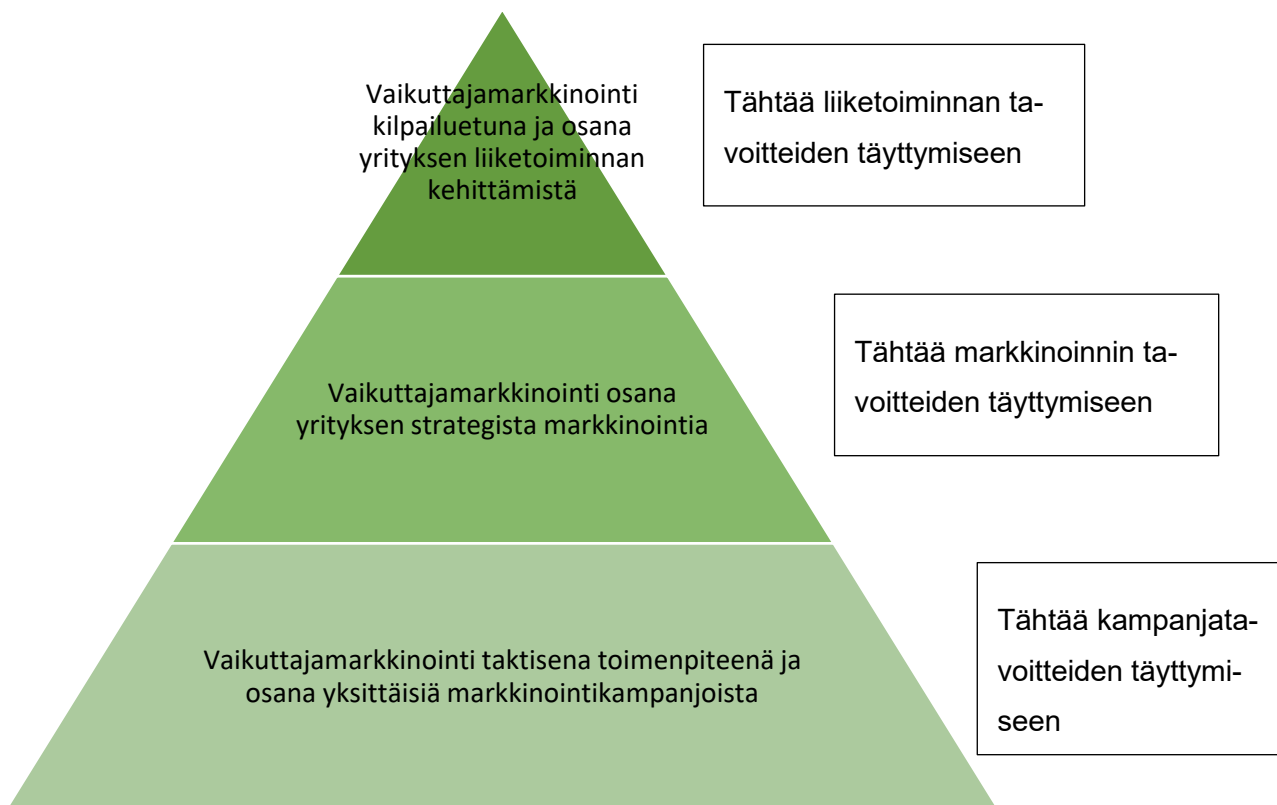 Vaikuttajamarkkinointi
kilpailuetuna ja osana
yrityksen liiketoiminnan
kehittämistä
Tähtää liiketoiminnan ta-
voitteiden täyttymiseen
Vaikuttajamarkkinointi osana
yrityksen strategista markkinointia
Tähtää markkinoinnin ta-
voitteiden täyttymiseen
Vaikuttajamarkkinointi taktisena toimenpiteenä ja
osana yksittäisiä markkinointikampanjoista
Tähtää kampanjata-
voitteiden täyttymi-
seen